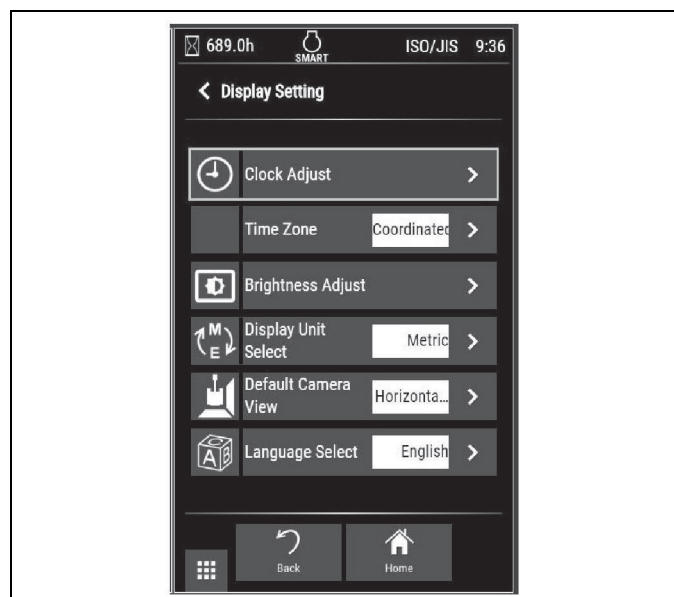 689.0h SMART ISO/JIS 9:36
Display Setting
Clock Adjust
Time Zone Coordinated
Brightness Adjust
M E
Display Unit
Select
Metric
Default Camera
View
Horizonta...
A B
Language Select English
Back Home